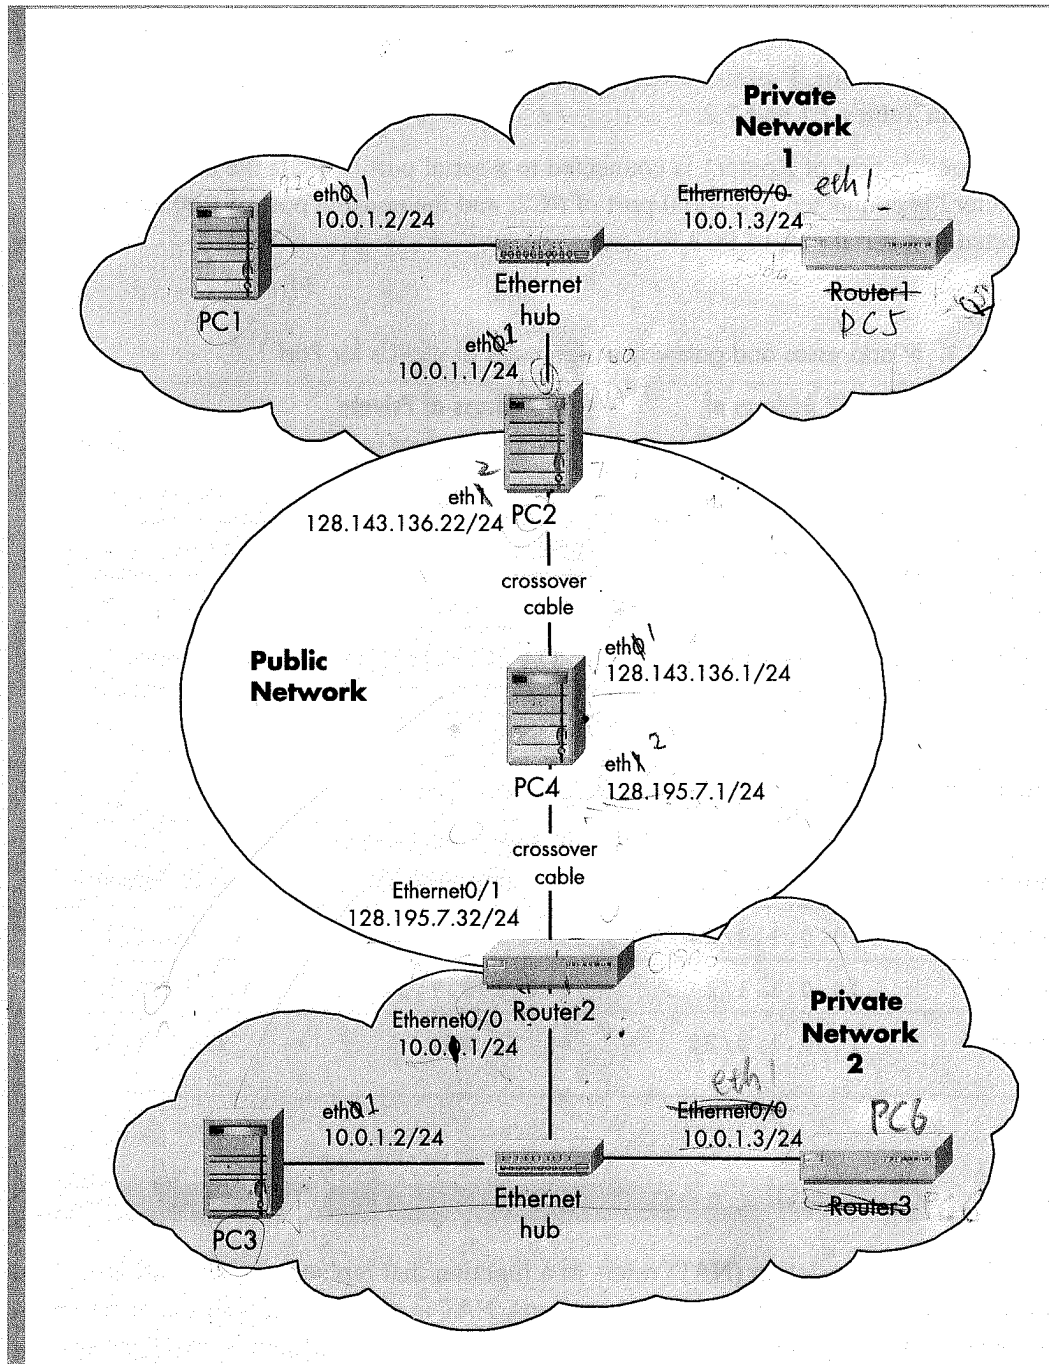 Private
Network
1
eth0 1
10.0.1.2/24
Ethernet0/0 eth1
10.0.1.3/24
PC1
Ethernet
hub
Router1
PC5
eth0 1
10.0.1.1/24
eth1 2
128.143.136.22/24
PC2
crossover
cable
Public
Network
eth0 1
128.143.136.1/24
eth1 2
128.195.7.1/24
PC4
crossover
cable
Ethernet0/1
128.195.7.32/24
Router2
Ethernet0/0
10.0. .1/24
Private
Network
2
eth0 1
10.0.1.2/24
eth1
Ethernet0/0
10.0.1.3/24
PC6
PC3
Ethernet
hub
Router3